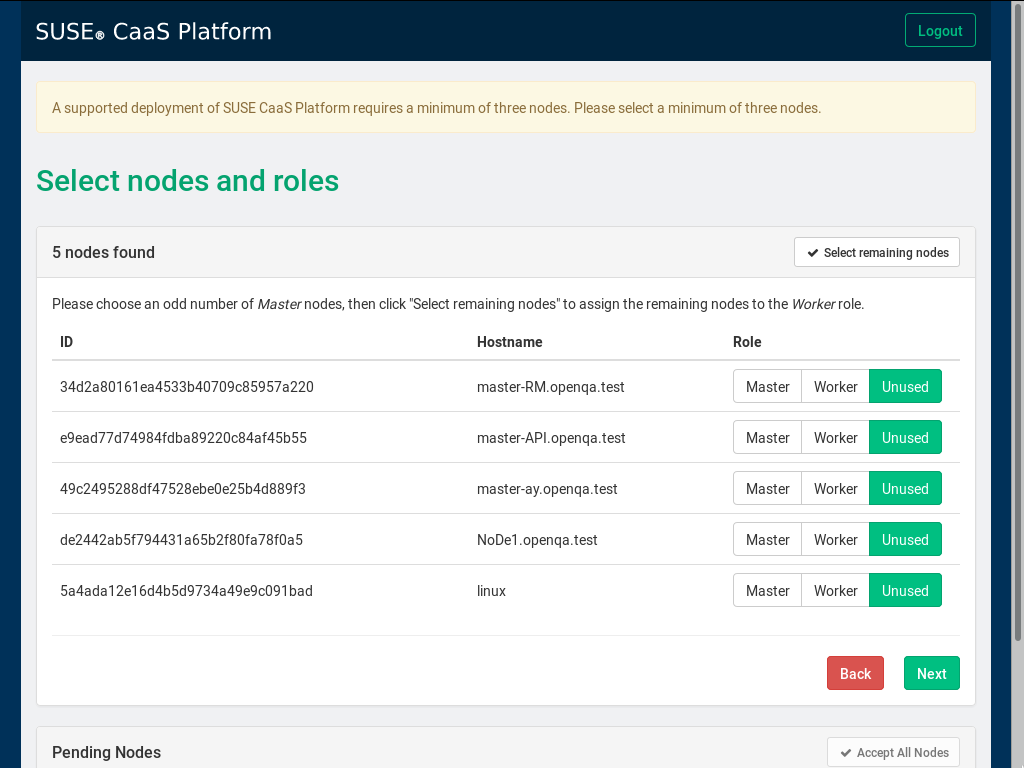 SUSE® CaaS Platform Logout
A supported deployment of SUSE CaaS Platform requires a minimum of three nodes. Please select a minimum of three nodes.
Select nodes and roles
5 nodes found Select remaining nodes
Please choose an odd number of Master nodes, then click "Select remaining nodes" to assign the remaining nodes to the Worker role.
ID Hostname Role
34d2a80161ea4533b40709c85957a220 master-RM.openqa.test Master Worker Unused
e9ead77d74984fdba89220c84af45b55 master-API.openqa.test Master Worker Unused
49c2495288df47528ebe0e25b4d889f3 master-ay.openqa.test Master Worker Unused
de2442ab5f794431a65b2f80fa78f0a5 NoDe1.openqa.test Master Worker Unused
5a4ada12e16d4b5d9734a49e9c091bad linux Master Worker Unused
Back Next
Pending Nodes Accept All Nodes